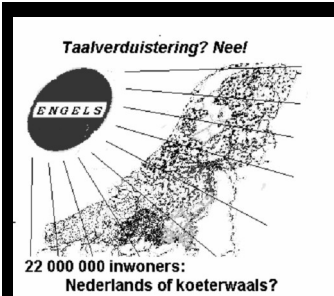 Taalverduistering? Nee!
ENGELS
22 000 000 inwoners:
Nederlands of koeterwaals?